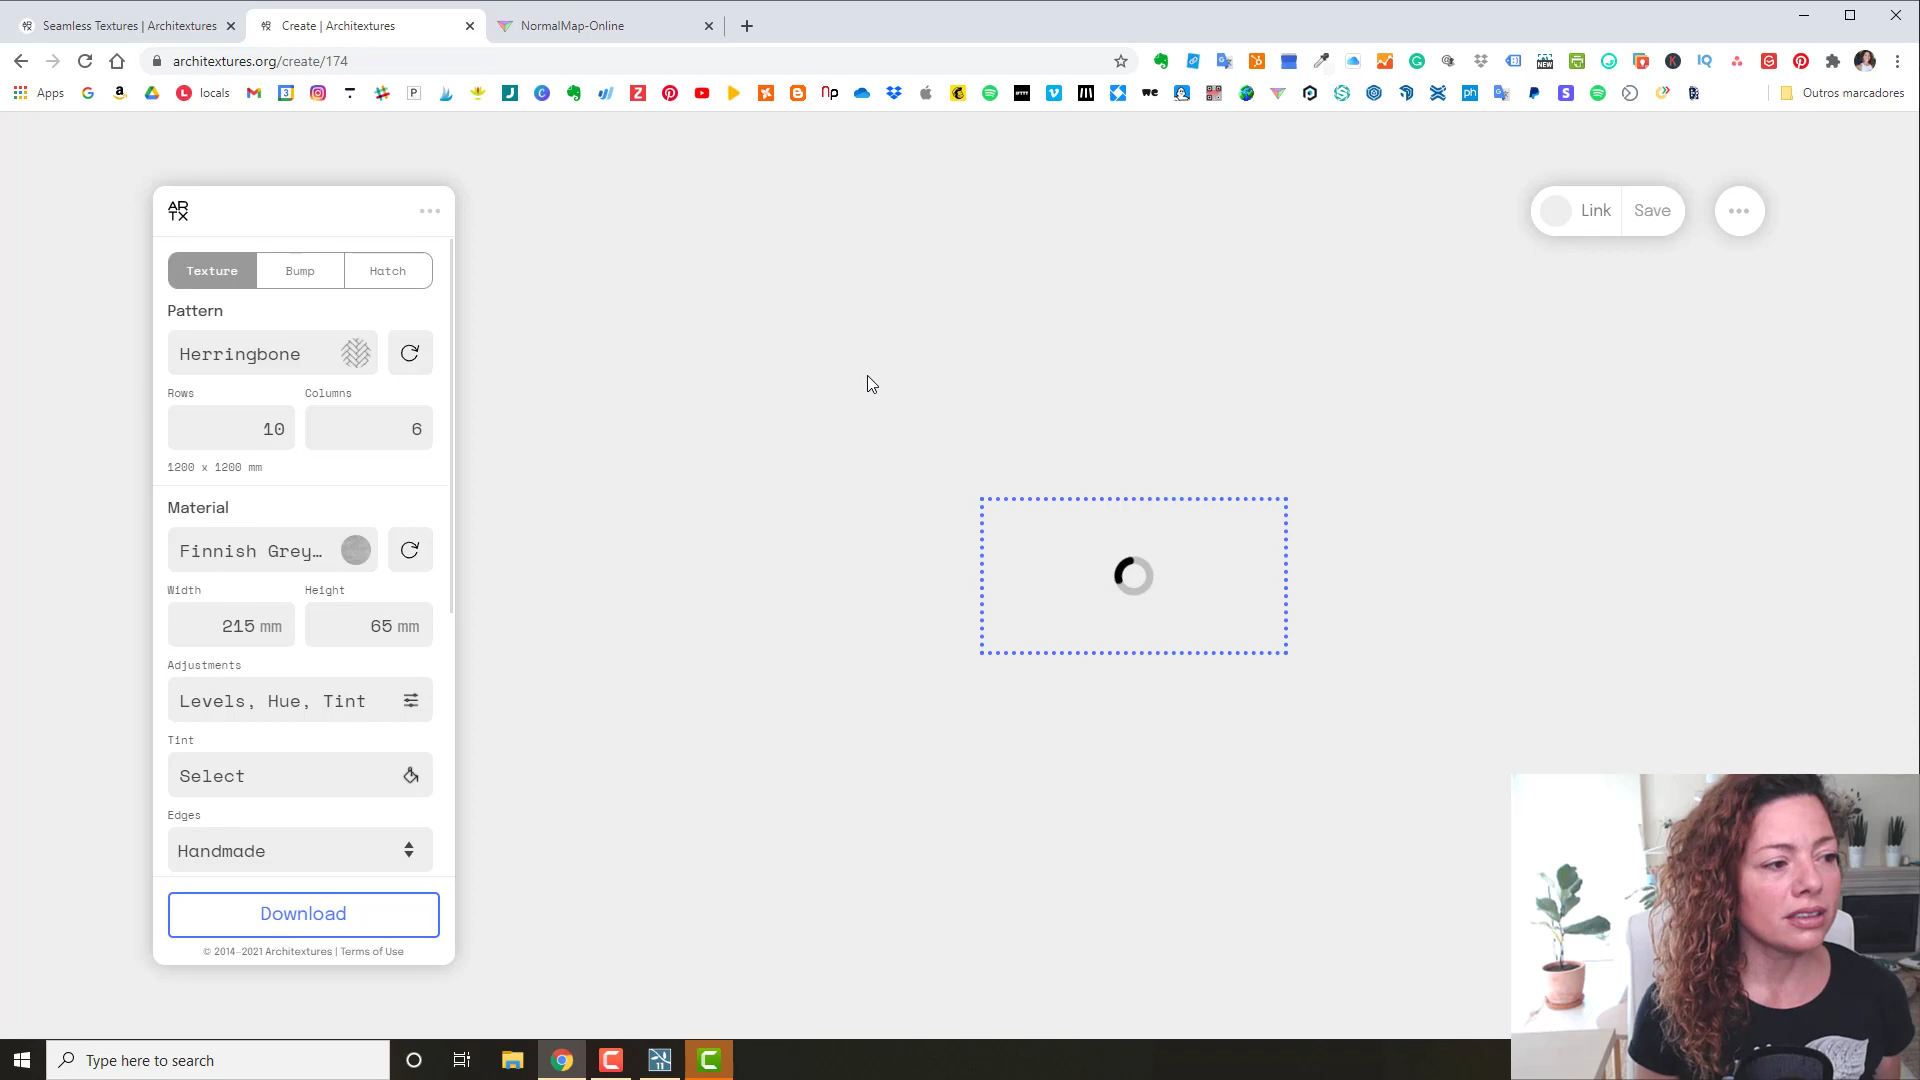 Seamless Textures | Architextures
Create | Architextures
NormalMap-Online
architextures.org/create/174
Apps
locals
Outros marcadores
AR
TX
Link
Save
Texture
Bump
Hatch
Pattern
Herringbone
Rows
Columns
10
6
1200 x 1200 mm
Material
Finnish Grey…
Width
Height
215 mm
65 mm
Adjustments
Levels, Hue, Tint
Tint
Select
Edges
Handmade
Download
© 2014–2021 Architextures | Terms of Use
Type here to search